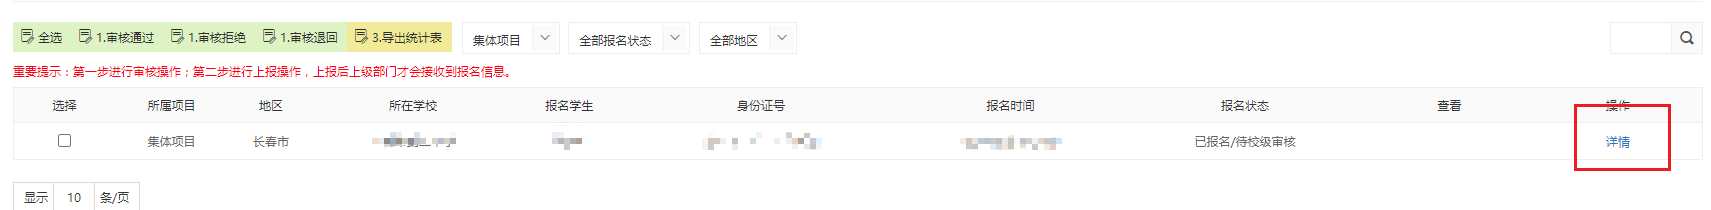 全选 1.审核通过 1.审核拒绝 1.审核退回 3.导出统计表 集体项目 全部报名状态 全部地区
重要提示：第一步进行审核操作；第二步进行上报操作，上报后上级部门才会接收到报名信息。
选择 所属项目 地区 所在学校 报名学生 身份证号 报名时间 报名状态 查看 操作
集体项目 长春市 已报名/待校级审核 详情
显示 10 条/页